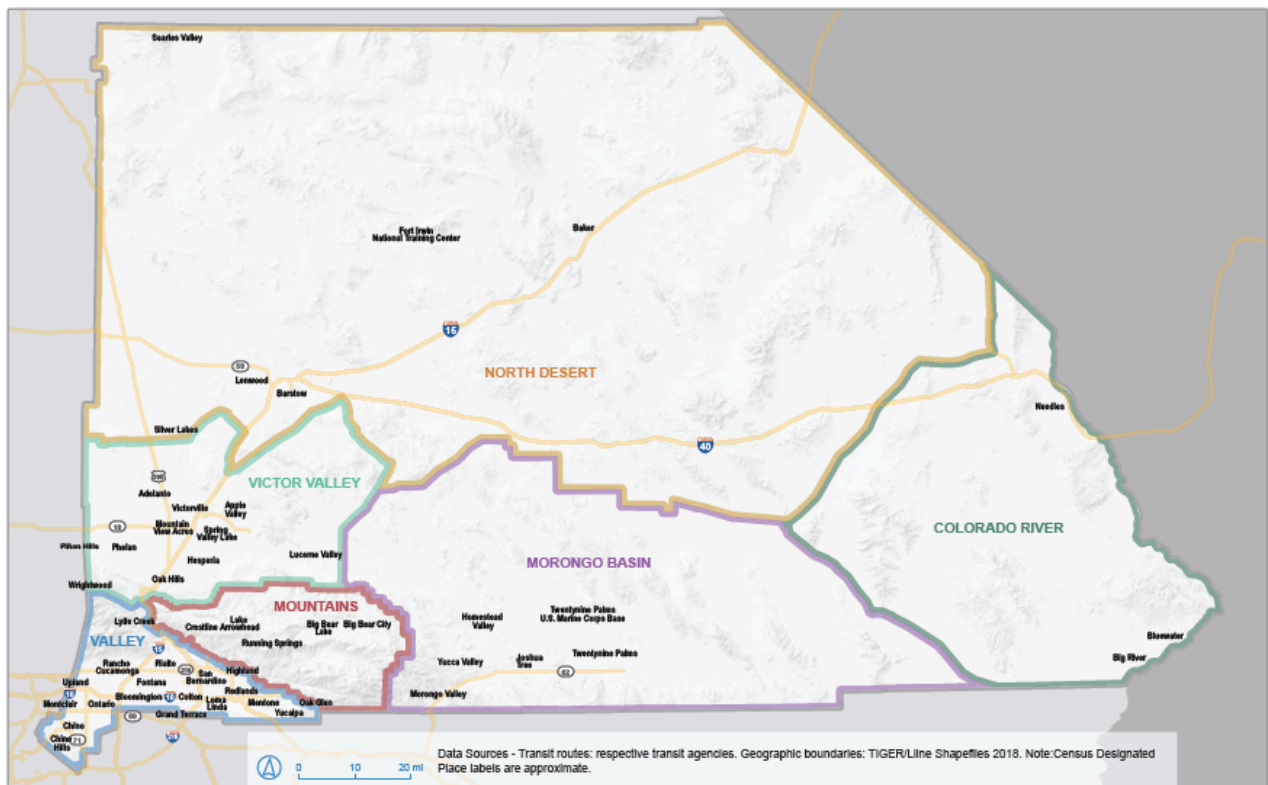 Searles Valley
Fort Irwin
National Training Center
Baker
15
NORTH DESERT
58
Lenwood
Barstow
Needles
Silver Lakes
40
VICTOR VALLEY
395
Adelanto
Victorville
Apple
Valley
18
Mountain
View Acres
Spring
Valley Lake
COLORADO RIVER
Piñon Hills
Phelan
Hesperia
Lucerne Valley
MORONGO BASIN
Wrightwood
Oak Hills
MOUNTAINS
Lytle Creek
Crestline
Lake
Arrowhead
Big Bear
Lake
Big Bear City
Homestead
Valley
Twentynine Palms
U.S. Marine Corps Base
VALLEY
15
Running Springs
Bluewater
Rancho
Cucamonga
Rialto
San
Bernardino
Highland
Yucca Valley
Joshua
Tree
Twentynine Palms
62
Big River
Upland
Fontana
Redlands
Morongo Valley
Montclair
Ontario
Bloomington
10
Colton
Loma
Linda
Mentone
Oak Glen
60
Grand Terrace
Yucaipa
Chino
Chino
Hills
71
0 10 20 mi
Data Sources - Transit routes: respective transit agencies. Geographic boundaries: TIGER/Lline Shapefiles 2018. Note:Census Designated
Place labels are approximate.